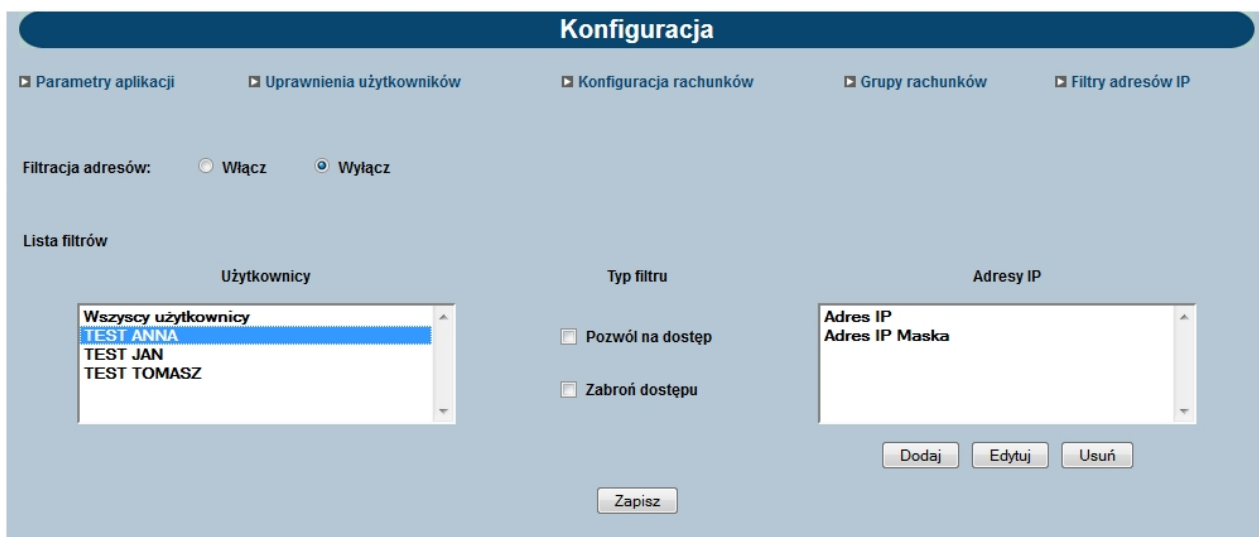 Konfiguracja
Parametry aplikacji Uprawnienia użytkowników Konfiguracja rachunków Grupy rachunków Filtry adresów IP
Filtracja adresów: Włącz Wyłącz
Lista filtrów
Użytkownicy Typ filtru Adresy IP
Wszyscy użytkownicy
TEST ANNA
TEST JAN
TEST TOMASZ
Pozwól na dostęp
Zabroń dostępu
Adres IP
Adres IP Maska
Dodaj Edytuj Usuń
Zapisz